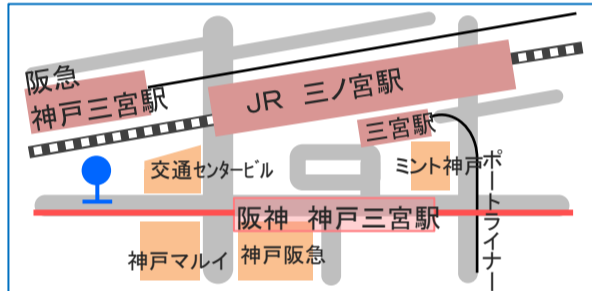 阪急
神戸三宮駅
JR 三ノ宮駅
三宮駅
交通センタービル
ミント神戸
ポートライナー
阪神 神戸三宮駅
神戸マルイ
神戸阪急